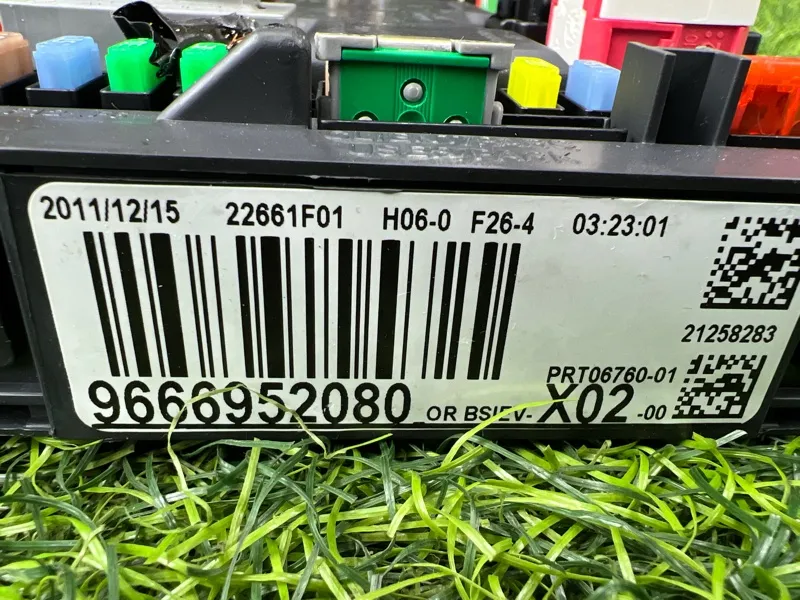 2011/12/15 22661F01 H06-0 F26-4 03:23:01
21258283
PRT06760-01
9666952080 OR BSIEV- X02 -00